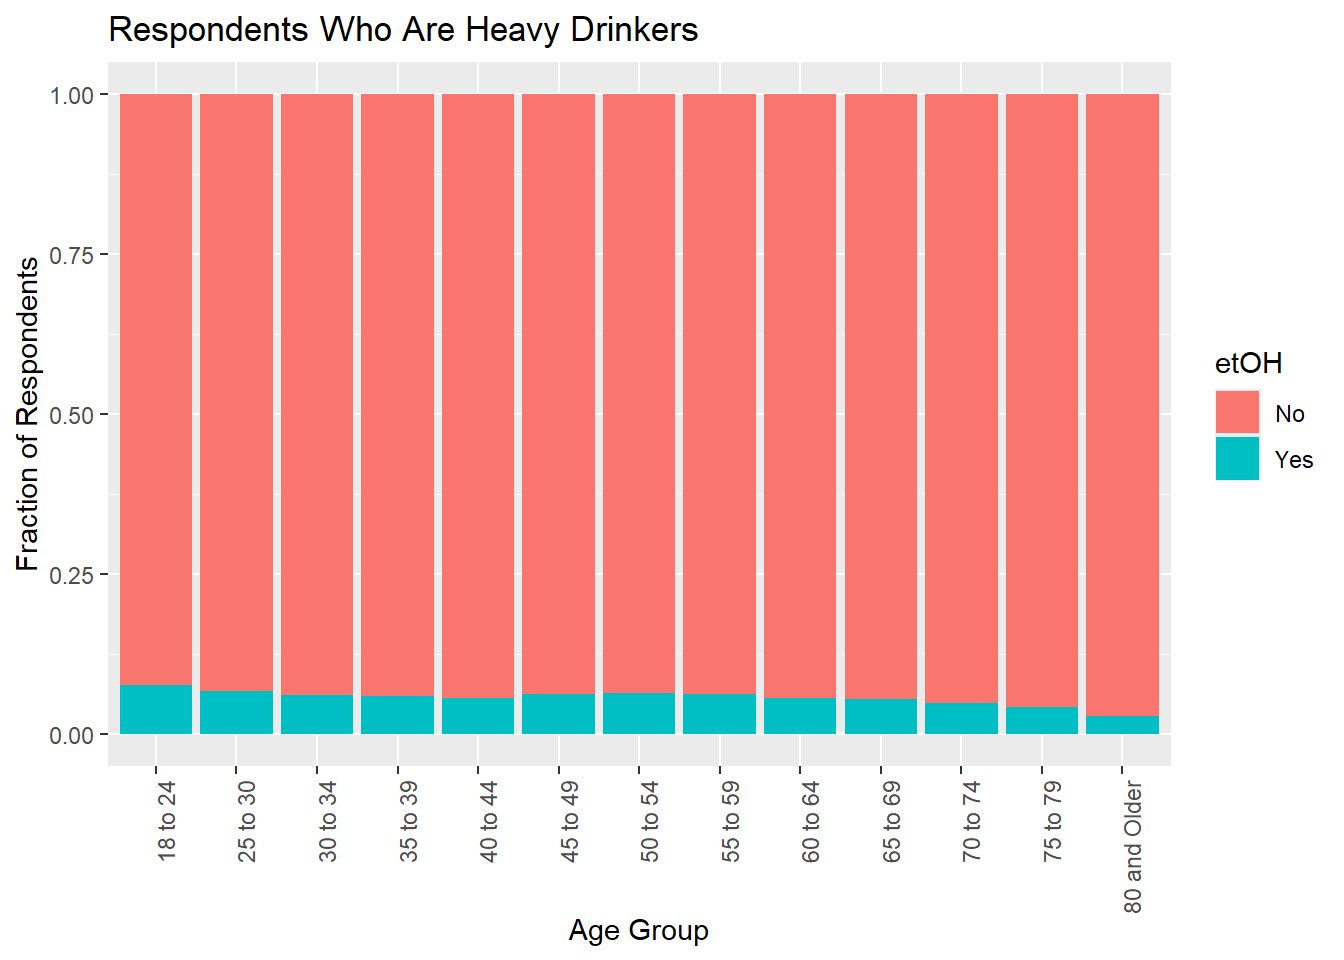 Respondents Who Are Heavy Drinkers
Fraction of Respondents
1.00
0.75
0.50
0.25
0.00
18 to 24
25 to 30
30 to 34
35 to 39
40 to 44
45 to 49
50 to 54
55 to 59
60 to 64
65 to 69
70 to 74
75 to 79
80 and Older
Age Group
etOH
No
Yes